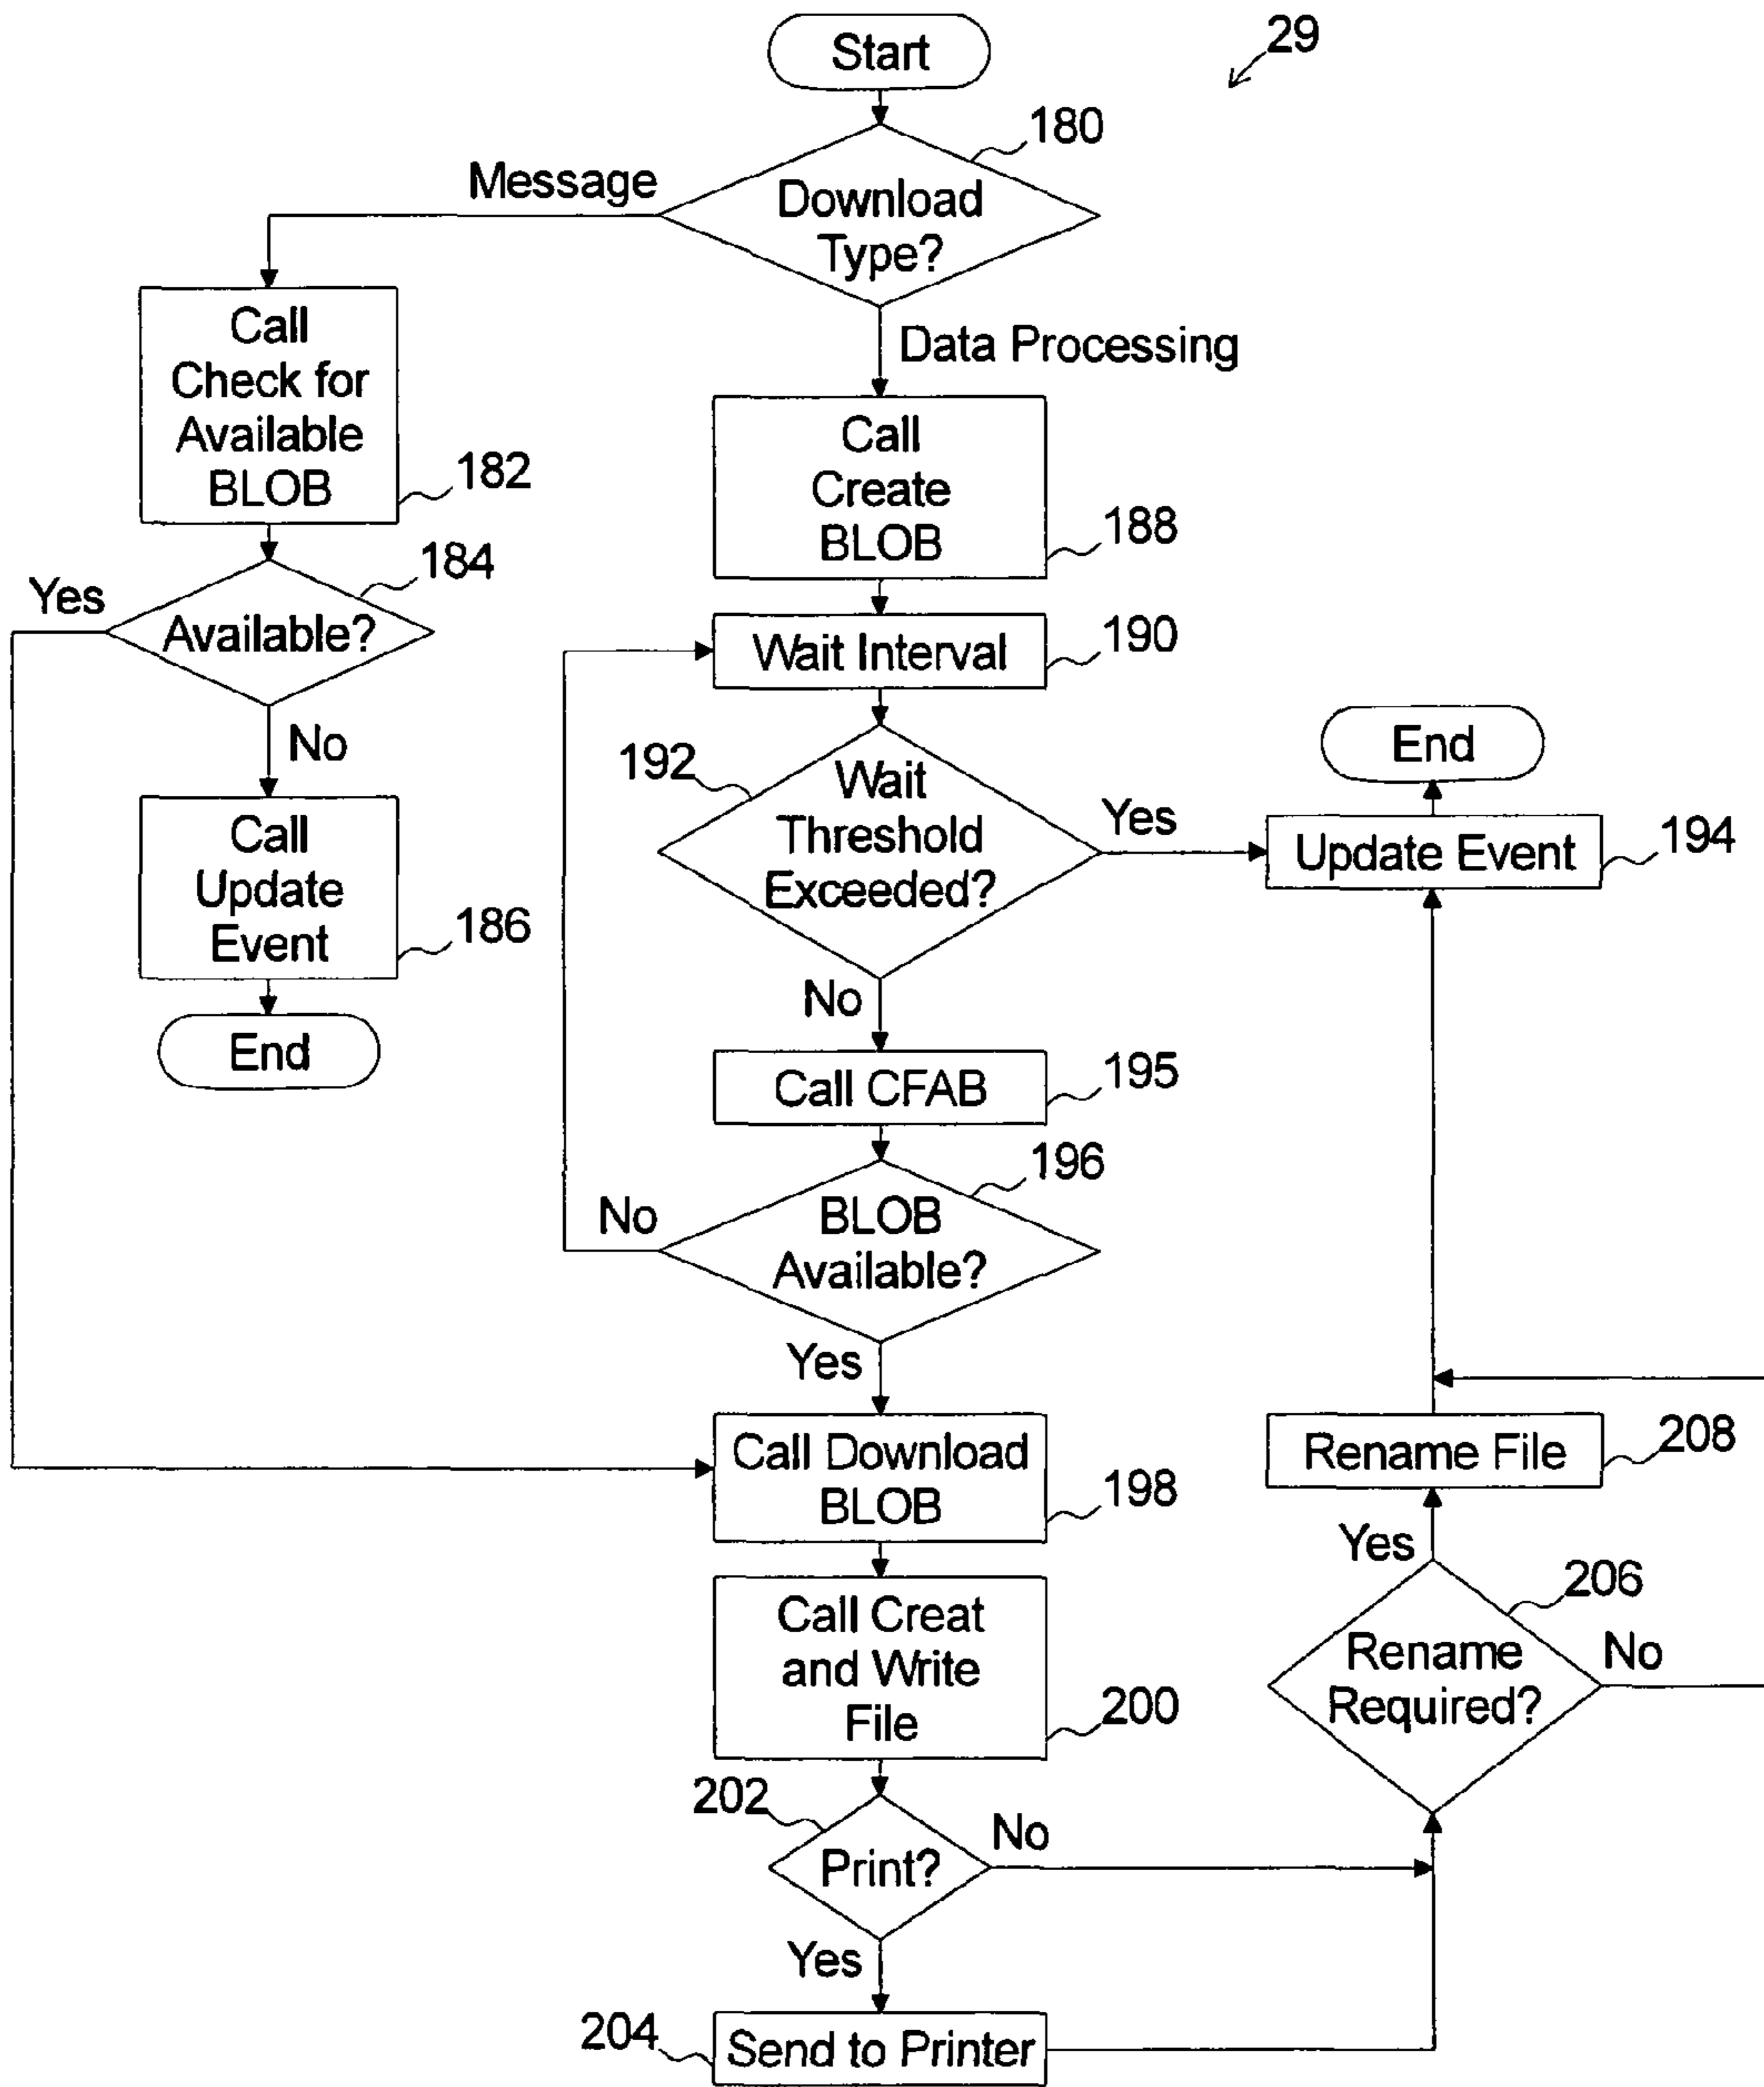 Start
29
180
Message
Download
Type?
Call
Check for
Available
BLOB
182
Data Processing
Call
Create
BLOB
188
184
Yes
Available?
Wait Interval
190
No
192
Wait
Threshold
Exceeded?
Yes
End
Update Event
194
Call
Update
Event
186
End
No
Call CFAB
195
196
No
BLOB
Available?
Yes
Call Download
BLOB
198
Rename File
208
Yes
206
Call Creat
and Write
File
200
Rename
Required?
No
202
Print?
No
Yes
204
Send to Printer